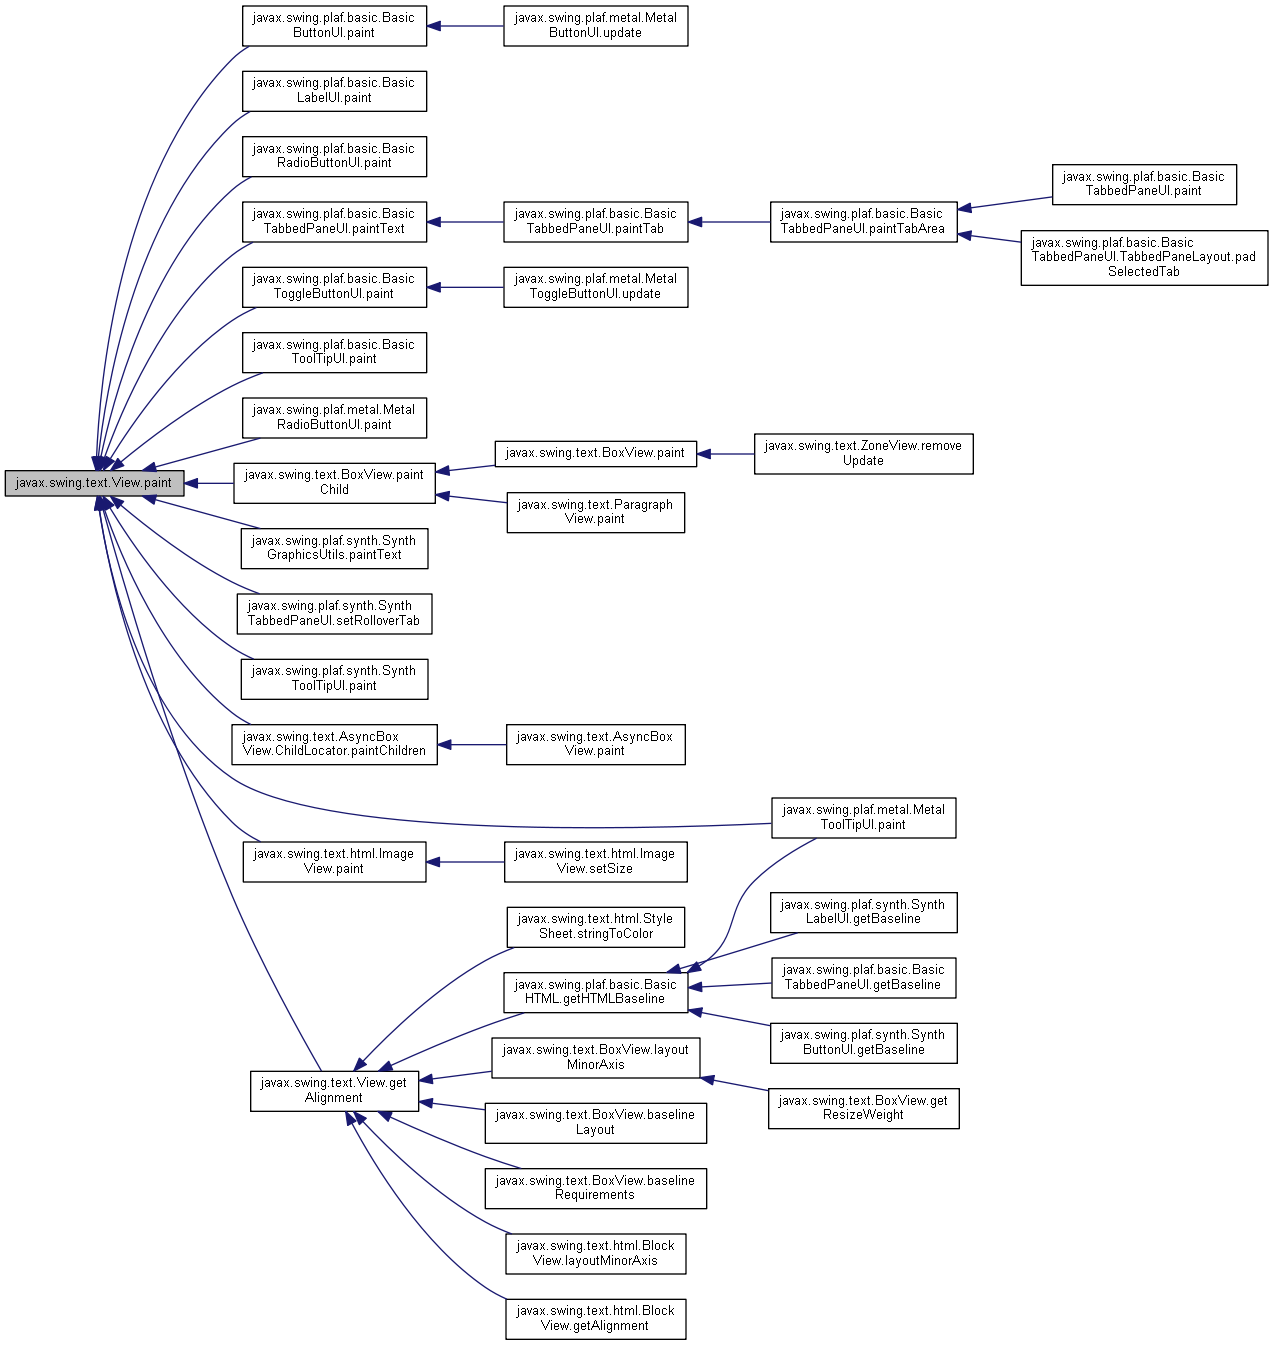 javax.swing.plaf.basic.Basic
ButtonUI.paint
javax.swing.plaf.metal.Metal
ButtonUI.update
javax.swing.plaf.basic.Basic
LabelUI.paint
javax.swing.plaf.basic.Basic
RadioButtonUI.paint
javax.swing.plaf.basic.Basic
TabbedPaneUI.paint
javax.swing.plaf.basic.Basic
TabbedPaneUI.paintText
javax.swing.plaf.basic.Basic
TabbedPaneUI.paintTab
javax.swing.plaf.basic.Basic
TabbedPaneUI.paintTabArea
javax.swing.plaf.basic.Basic
TabbedPaneUI.TabbedPaneLayout.pad
SelectedTab
javax.swing.plaf.basic.Basic
ToggleButtonUI.paint
javax.swing.plaf.metal.Metal
ToggleButtonUI.update
javax.swing.plaf.basic.Basic
ToolTipUI.paint
javax.swing.plaf.metal.Metal
RadioButtonUI.paint
javax.swing.text.View.paint
javax.swing.text.BoxView.paint
Child
javax.swing.text.BoxView.paint
javax.swing.text.ZoneView.remove
Update
javax.swing.text.Paragraph
View.paint
javax.swing.plaf.synth.Synth
GraphicsUtils.paintText
javax.swing.plaf.synth.Synth
TabbedPaneUI.setRolloverTab
javax.swing.plaf.synth.Synth
ToolTipUI.paint
javax.swing.text.AsyncBox
View.ChildLocator.paintChildren
javax.swing.text.AsyncBox
View.paint
javax.swing.plaf.metal.Metal
ToolTipUI.paint
javax.swing.text.html.Image
View.paint
javax.swing.text.html.Image
View.setSize
javax.swing.text.html.Style
Sheet.stringToColor
javax.swing.plaf.synth.Synth
LabelUI.getBaseline
javax.swing.plaf.basic.Basic
HTML.getHTMLBaseline
javax.swing.plaf.basic.Basic
TabbedPaneUI.getBaseline
javax.swing.plaf.synth.Synth
ButtonUI.getBaseline
javax.swing.text.BoxView.layout
MinorAxis
javax.swing.text.View.get
Alignment
javax.swing.text.BoxView.get
ResizeWeight
javax.swing.text.BoxView.baseline
Layout
javax.swing.text.BoxView.baseline
Requirements
javax.swing.text.html.Block
View.layoutMinorAxis
javax.swing.text.html.Block
View.getAlignment